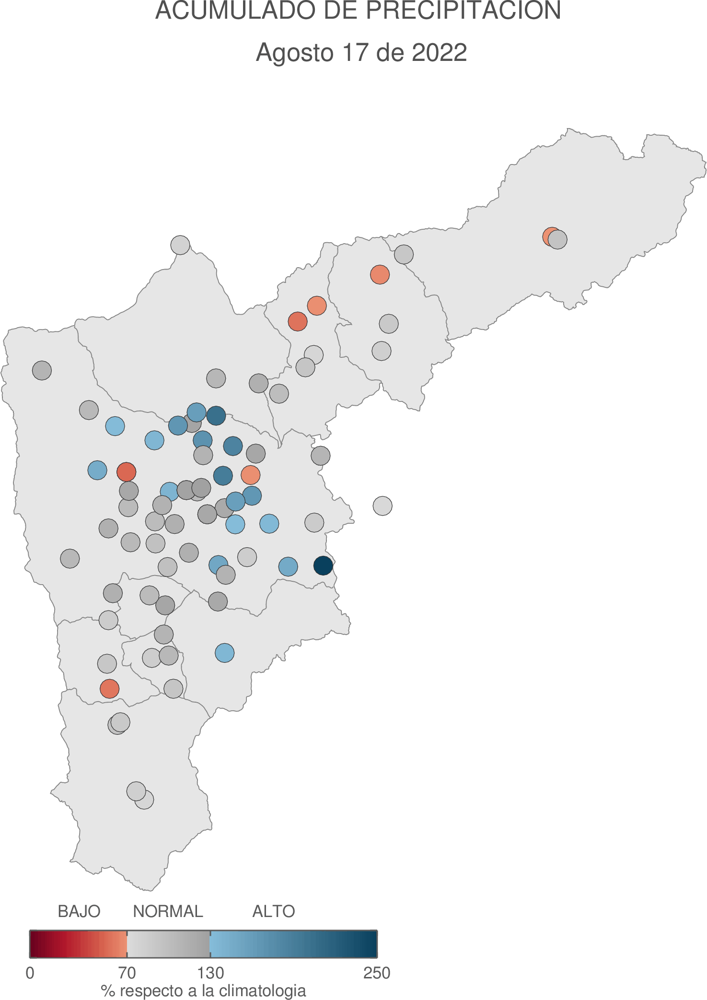 ACUMULADO DE PRECIPITACION
Agosto 17 de 2022
BAJO NORMAL ALTO
0 70 130 250
% respecto a la climatologia